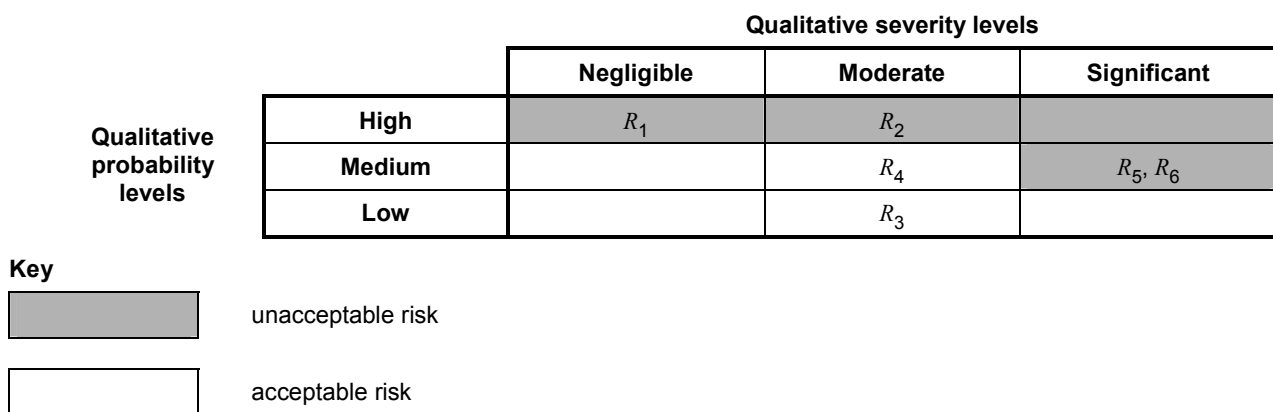 Qualitative severity levels
Negligible Moderate Significant
Qualitative probability levels
High R1 R2
Medium R4 R5, R6
Low R3
Key
unacceptable risk
acceptable risk